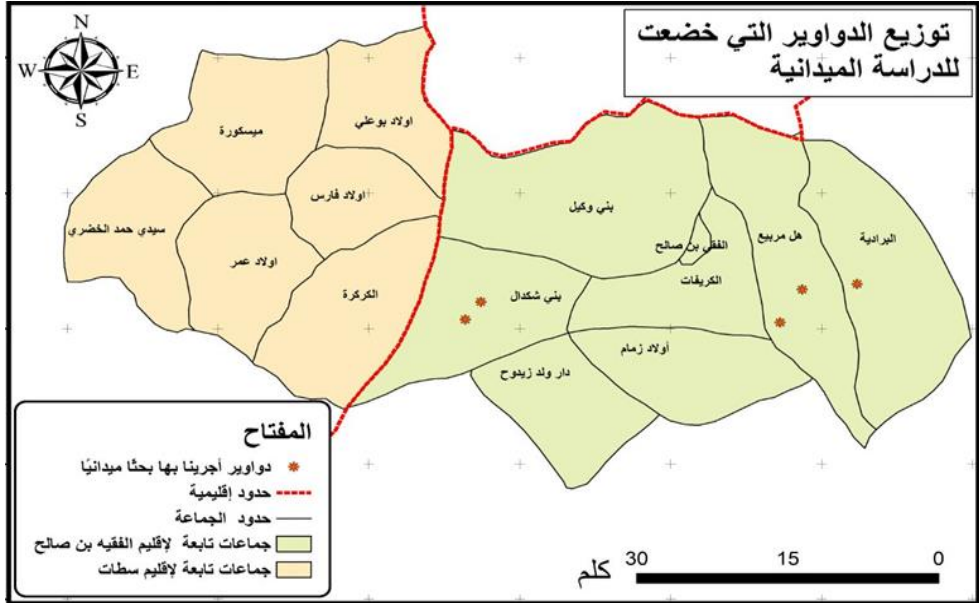 توزيع الدواوير التي خضعت
للدراسة الميدانية
N
W
E
S
اولاد بوعلي
ميسكورة
اولاد فارس
سيدي حمد الخضري
اولاد عمر
الكركرة
بني وكيل
هل مربيع
البرادية
الفقي بن صالح
الكريفات
بني شكدال
أولاد زمام
دار ولد زيدوح
المفتاح
دواوير أجرينا بها بحثا ميدانيا
حدود إقليمية
حدود الجماعة
جماعات تابعة لإقليم الفقيه بن صالح
جماعات تابعة لإقليم سطات
كلم
30
15
0